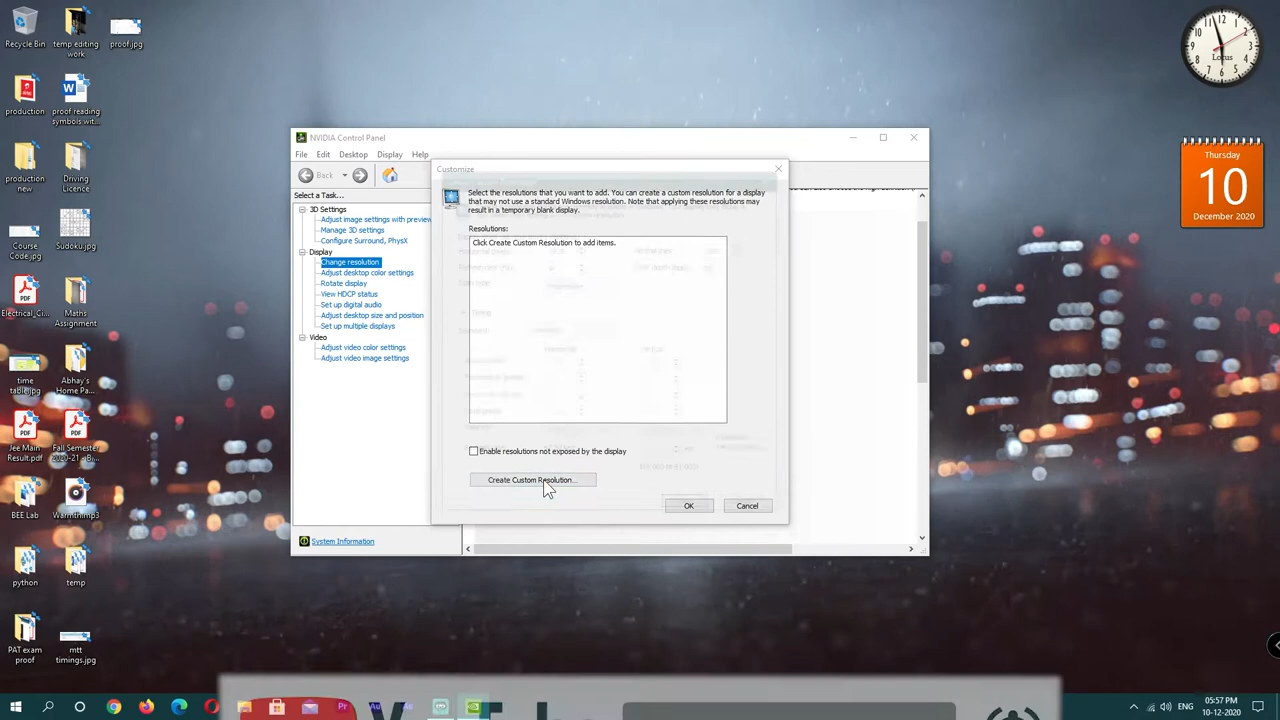 Recycle Bin
temp editing
work
proof.jpg
production
proof reading
symbols wit...
production
new
Driving
Licence
Course
Code.jpg
Sudoku.jpg
Electrical_Ci...
Maths
Assignment
time
table.jpg
Abhay's
Home Pa...
Jee Main
Result.pdf
Fall Semester
2020-21 - B...
BEE Lab
Warmth.mp3
python
temp
PAT exam
proof
mtt
timings.jpg
NVIDIA Control Panel
File Edit Desktop Display Help
Back
Select a Task...
3D Settings
Adjust image settings with preview
Manage 3D settings
Configure Surround, PhysX
Display
Change resolution
Adjust desktop color settings
Rotate display
View HDCP status
Set up digital audio
Adjust desktop size and position
Set up multiple displays
Video
Adjust video color settings
Adjust video image settings
System Information
Customize
Select the resolutions that you want to add. You can create a custom resolution for a display
that may not use a standard Windows resolution. Note that applying these resolutions may
result in a temporary blank display.
Resolutions:
Click Create Custom Resolution to add items.
Enable resolutions not exposed by the display
Create Custom Resolution...
OK Cancel
Lotus
Thursday
10
December 2020
Pr Au Ae
ENG
05:57 PM
10-12-2020